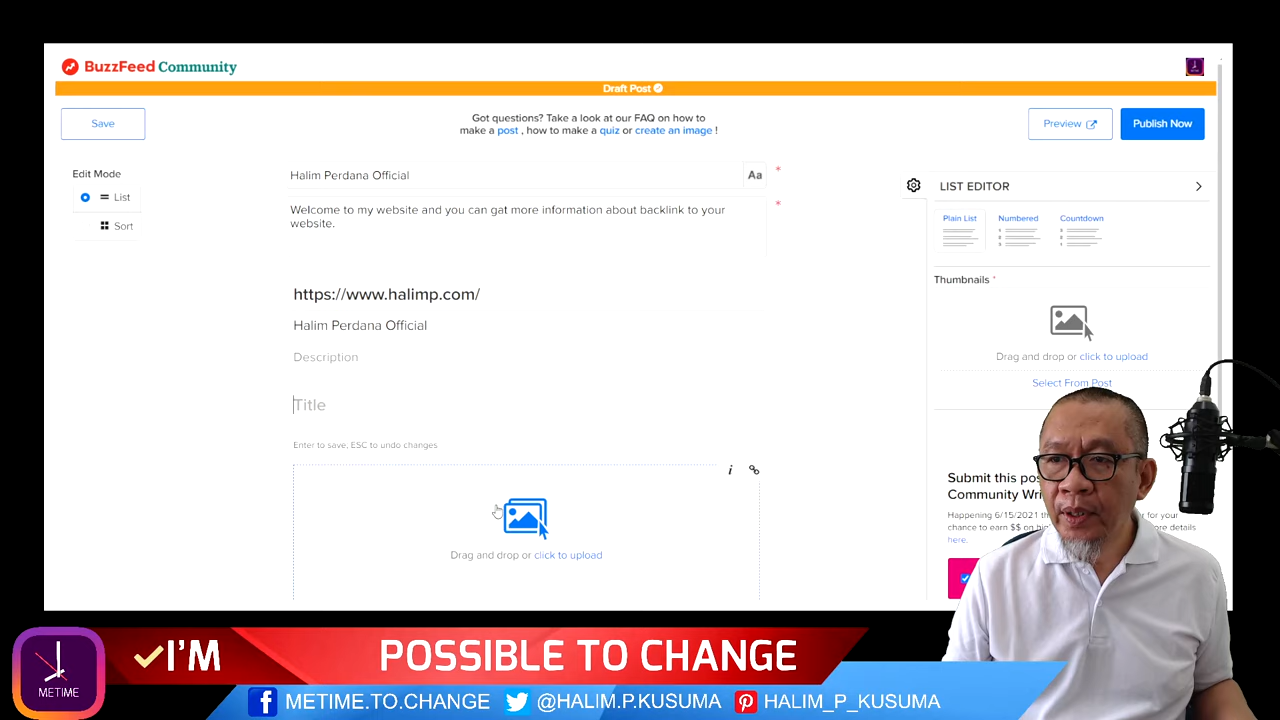 BuzzFeed Community
Draft Post
Save
Got questions? Take a look at our FAQ on how to
make a post , how to make a quiz or create an image !
Preview
Publish Now
Edit Mode
List
Sort
Halim Perdana Official
Aa
*
Welcome to my website and you can gat more information about backlink to your
website.
*
https://www.halimp.com/
Halim Perdana Official
Description
Title
Enter to save, ESC to undo changes
i
Drag and drop or click to upload
LIST EDITOR
Plain List
Numbered
Countdown
Thumbnails *
Drag and drop or click to upload
Select From Post
Submit this
Community
Happening 6/15/2021
for your
chance to earn $$ on
more details
here.
METIME
I'M
POSSIBLE TO CHANGE
METIME.TO.CHANGE
@HALIM.P.KUSUMA
HALIM_P_KUSUMA